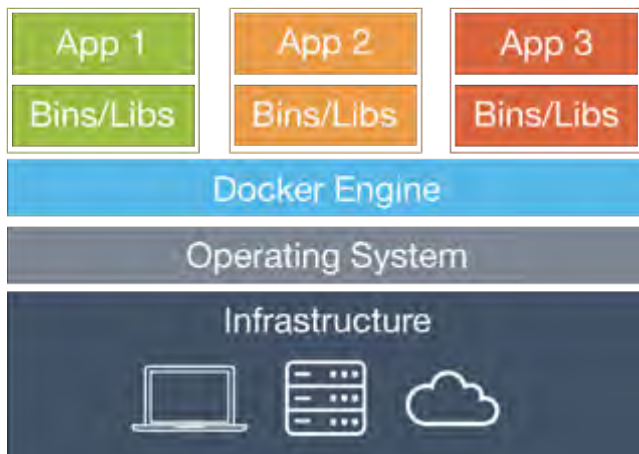 App 1
App 2
App 3
Bins/Libs
Bins/Libs
Bins/Libs
Docker Engine
Operating System
Infrastructure